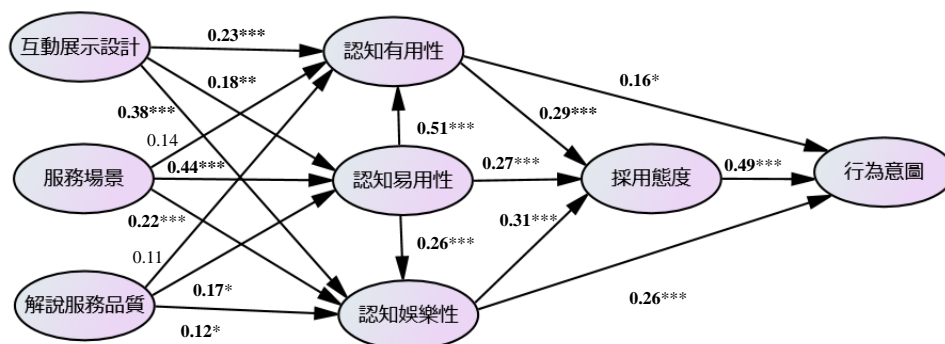 互動展示設計
0.23***
認知有用性
0.18**
0.16*
0.38***
0.29***
0.14
0.51***
服務場景
0.44***
認知易用性
0.27***
採用態度
0.49***
行為意圖
0.22***
0.31***
0.11
0.26***
0.17*
0.26***
解說服務品質
認知娛樂性
0.12*